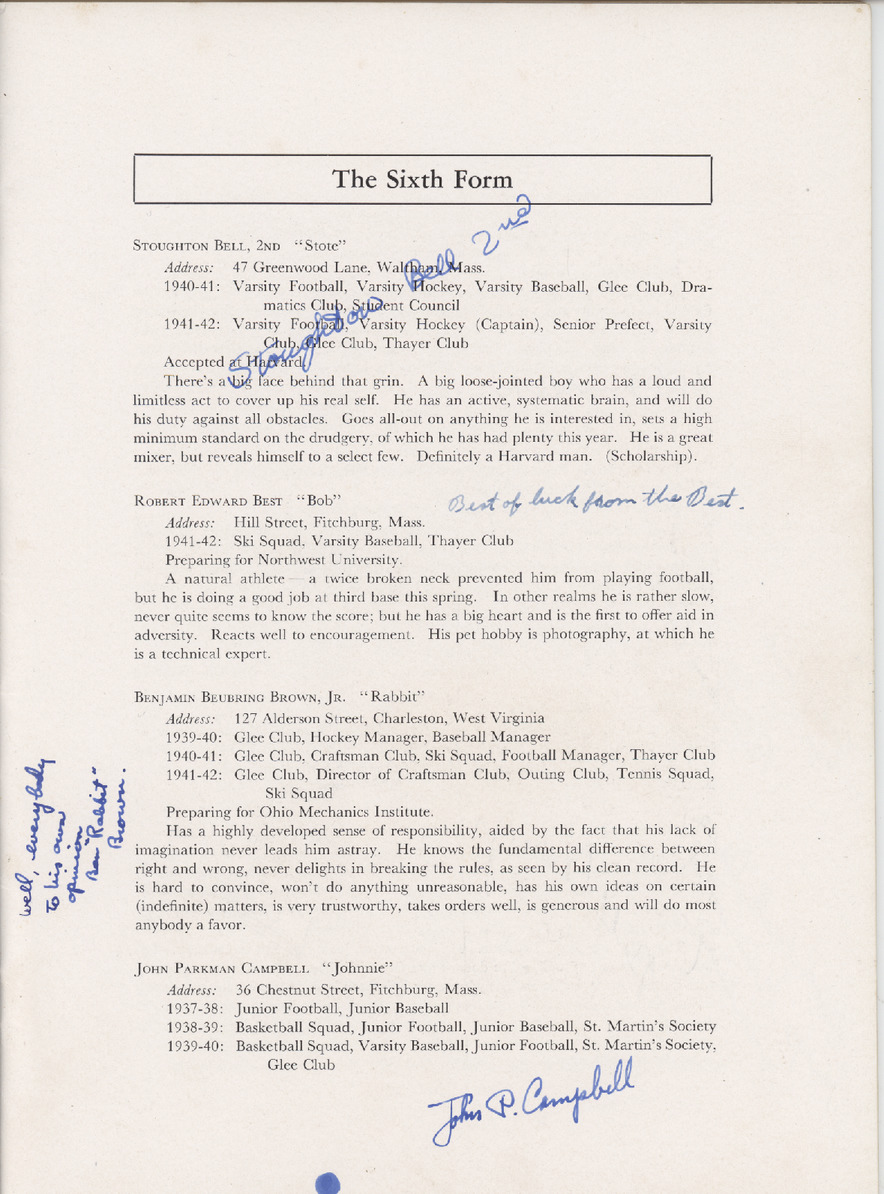 The Sixth Form
STOUGHTON BELL, 2ND “Stote”
Stoughton Bell 2nd
Address: 47 Greenwood Lane, Waltham, Mass.
1940-41: Varsity Football, Varsity Hockey, Varsity Baseball, Glee Club, Dra-
matics Club, Student Council
1941-42: Varsity Football, Varsity Hockey (Captain), Senior Prefect, Varsity
Club, Glee Club, Thayer Club
Accepted at Harvard.
There’s a big face behind that grin. A big loose-jointed boy who has a loud and
limitless act to cover up his real self. He has an active, systematic brain, and will do
his duty against all obstacles. Goes all-out on anything he is interested in, sets a high
minimum standard on the drudgery, of which he has had plenty this year. He is a great
mixer, but reveals himself to a select few. Definitely a Harvard man. (Scholarship).
ROBERT EDWARD BEST “Bob”
Best of luck from the Best.
Address: Hill Street, Fitchburg, Mass.
1941-42: Ski Squad, Varsity Baseball, Thayer Club
Preparing for Northwest University.
A natural athlete — a twice broken neck prevented him from playing football,
but he is doing a good job at third base this spring. In other realms he is rather slow,
never quite seems to know the score; but he has a big heart and is the first to offer aid in
adversity. Reacts well to encouragement. His pet hobby is photography, at which he
is a technical expert.
BENJAMIN BEUBRING BROWN, JR. “Rabbit”
Address: 127 Alderson Street, Charleston, West Virginia
1939-40: Glee Club, Hockey Manager, Baseball Manager
1940-41: Glee Club, Craftsman Club, Ski Squad, Football Manager, Thayer Club
1941-42: Glee Club, Director of Craftsman Club, Outing Club, Tennis Squad,
Ski Squad
Preparing for Ohio Mechanics Institute.
Has a highly developed sense of responsibility, aided by the fact that his lack of
imagination never leads him astray. He knows the fundamental difference between
right and wrong, never delights in breaking the rules, as seen by his clean record. He
is hard to convince, won’t do anything unreasonable, has his own ideas on certain
(indefinite) matters, is very trustworthy, takes orders well, is generous and will do most
anybody a favor.
Well, everybody
to his own
opinion
Ben “Rabbit”
Brown.
JOHN PARKMAN CAMPBELL “Johnnie”
Address: 36 Chestnut Street, Fitchburg, Mass.
1937-38: Junior Football, Junior Baseball
1938-39: Basketball Squad, Junior Football, Junior Baseball, St. Martin’s Society
1939-40: Basketball Squad, Varsity Baseball, Junior Football, St. Martin’s Society,
Glee Club
John P. Campbell